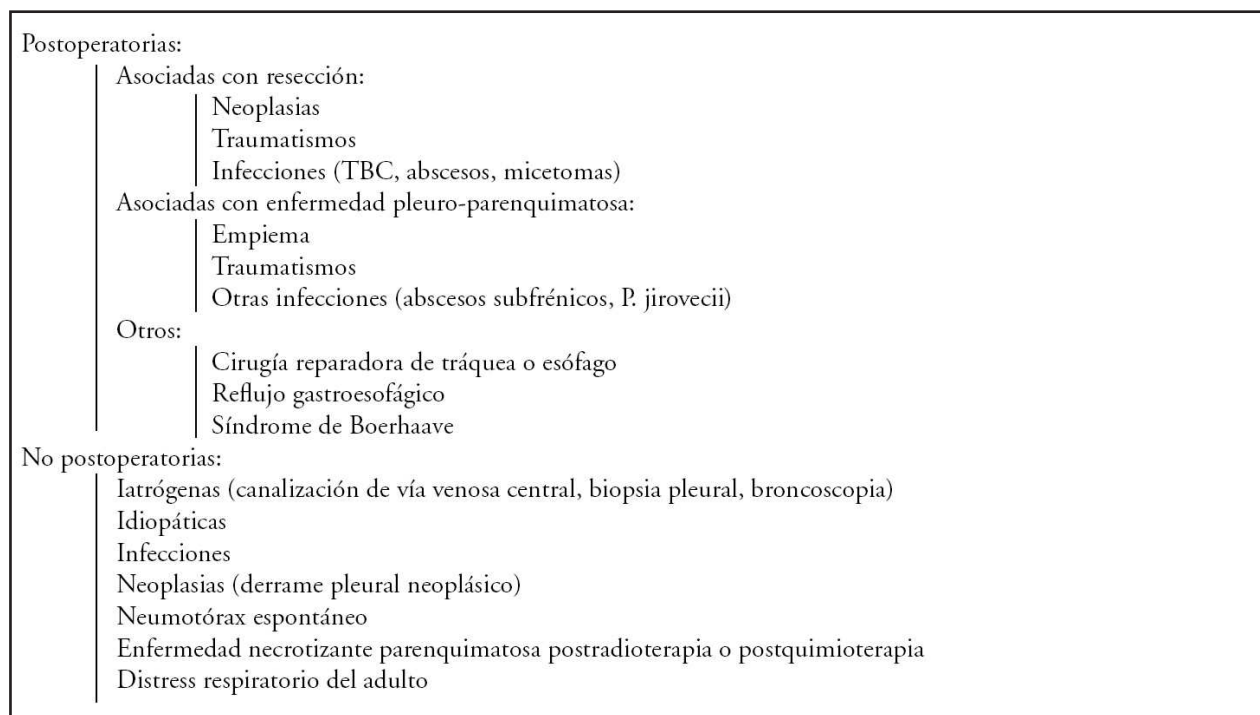 Postoperatorias:
Asociadas con resección:
Neoplasias
Traumatismos
Infecciones (TBC, abscesos, micetomas)
Asociadas con enfermedad pleuro-parenquimatosa:
Empiema
Traumatismos
Otras infecciones (abscesos subfrénicos, P. jirovecii)
Otros:
Cirugía reparadora de tráquea o esófago
Reflujo gastroesofágico
Síndrome de Boerhaave
No postoperatorias:
Iatrógenas (canalización de vía venosa central, biopsia pleural, broncoscopia)
Idiopáticas
Infecciones
Neoplasias (derrame pleural neoplásico)
Neumotórax espontáneo
Enfermedad necrotizante parenquimatosa postradioterapia o postquimioterapia
Distress respiratorio del adulto